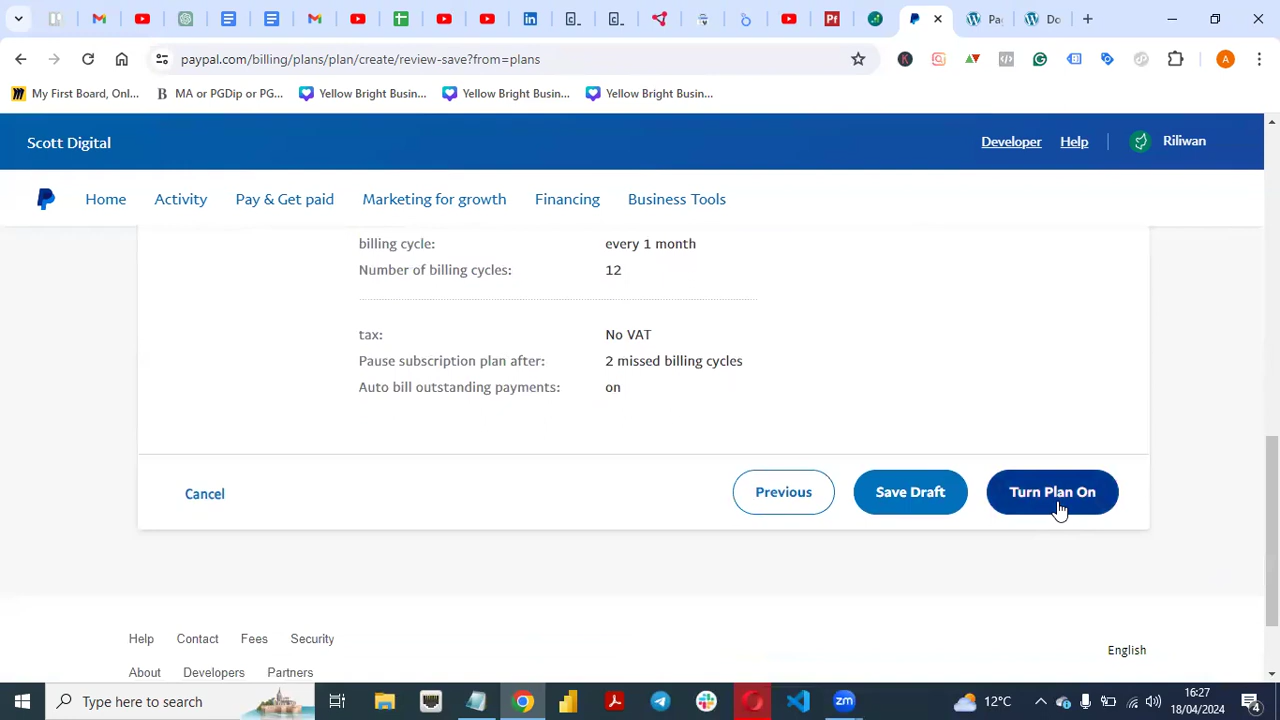 Pa
Do
paypal.com/billing/plans/plan/create/review-save?from=plans
My First Board, Onl...
MA or PGDip or PG...
Yellow Bright Busin...
Yellow Bright Busin...
Yellow Bright Busin...
Scott Digital
Developer
Help
Riliwan
Home
Activity
Pay & Get paid
Marketing for growth
Financing
Business Tools
billing cycle: every 1 month
Number of billing cycles: 12
tax: No VAT
Pause subscription plan after: 2 missed billing cycles
Auto bill outstanding payments: on
Cancel
Previous
Save Draft
Turn Plan On
Help Contact Fees Security
English
About Developers Partners
Type here to search
12°C
16:27
18/04/2024